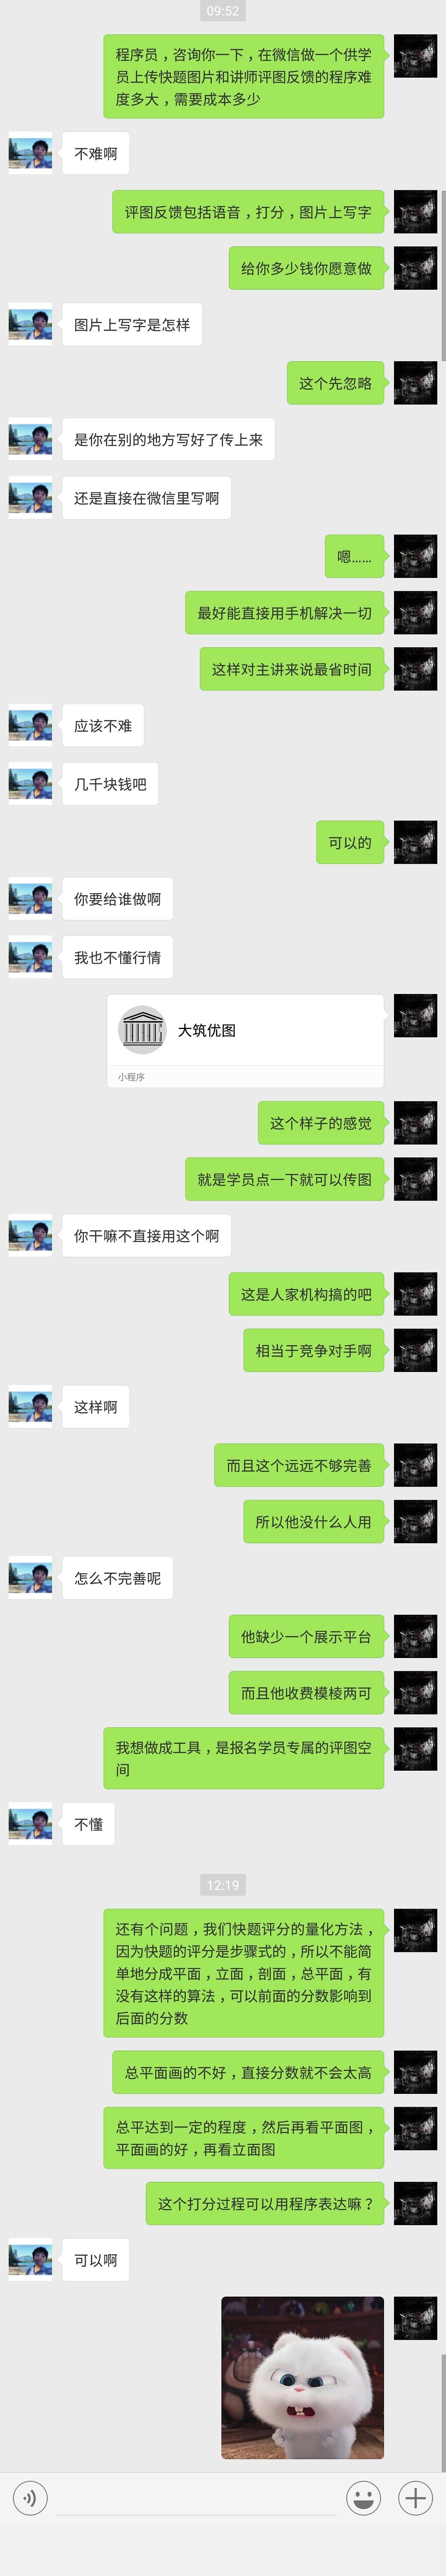 09:52
程序员，咨询你一下，在微信做一个供学
员上传快题图片和讲师评图反馈的程序难
度多大，需要成本多少
不难啊
评图反馈包括语音，打分，图片上写字
给你多少钱你愿意做
图片上写字是怎样
这个先忽略
是你在别的地方写好了传上来
还是直接在微信里写啊
嗯……
最好能直接用手机解决一切
这样对主讲来说最省时间
应该不难
几千块钱吧
可以的
你要给谁做啊
我也不懂行情
大筑优图
小程序
这个样子的感觉
就是学员点一下就可以传图
你干嘛不直接用这个啊
这是人家机构搞的吧
相当于竞争对手啊
这样啊
而且这个远远不够完善
所以他没什么人用
怎么不完善呢
他缺少一个展示平台
而且他收费模棱两可
我想做成工具，是报名学员专属的评图空
间
不懂
12:19
还有个问题，我们快题评分的量化方法，
因为快题的评分是步骤式的，所以不能简
单地分成平面，立面，剖面，总平面，有
没有这样的算法，可以前面的分数影响到
后面的分数
总平面画的不好，直接分数就不会太高
总平达到一定的程度，然后再看平面图，
平面画的好，再看立面图
这个打分过程可以用程序表达嘛？
可以啊